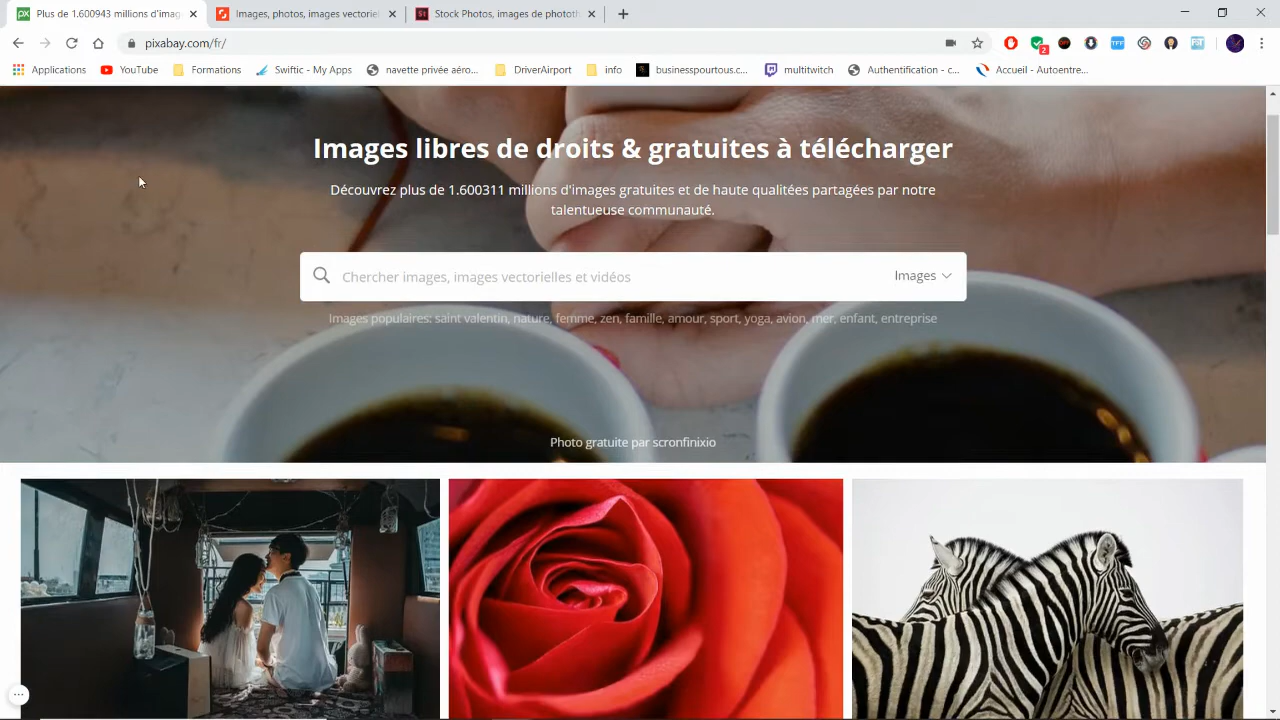 Plus de 1.600943 millions d'imag
Images, photos, images vectoriel
Stock Photos, images de phototh
pixabay.com/fr/
2
Applications
YouTube
Formations
Swiftic - My Apps
navette privée aéro...
DriverAirport
info
businesspourtous.c...
multitwitch
Authentification - c...
Accueil - Autoentre...
Images libres de droits & gratuites à télécharger
Découvrez plus de 1.600311 millions d'images gratuites et de haute qualitées partagées par notre
talentueuse communauté.
Chercher images, images vectorielles et vidéos
Images
Images populaires: saint valentin, nature, femme, zen, famille, amour, sport, yoga, avion, mer, enfant, entreprise
Photo gratuite par scronfinixio